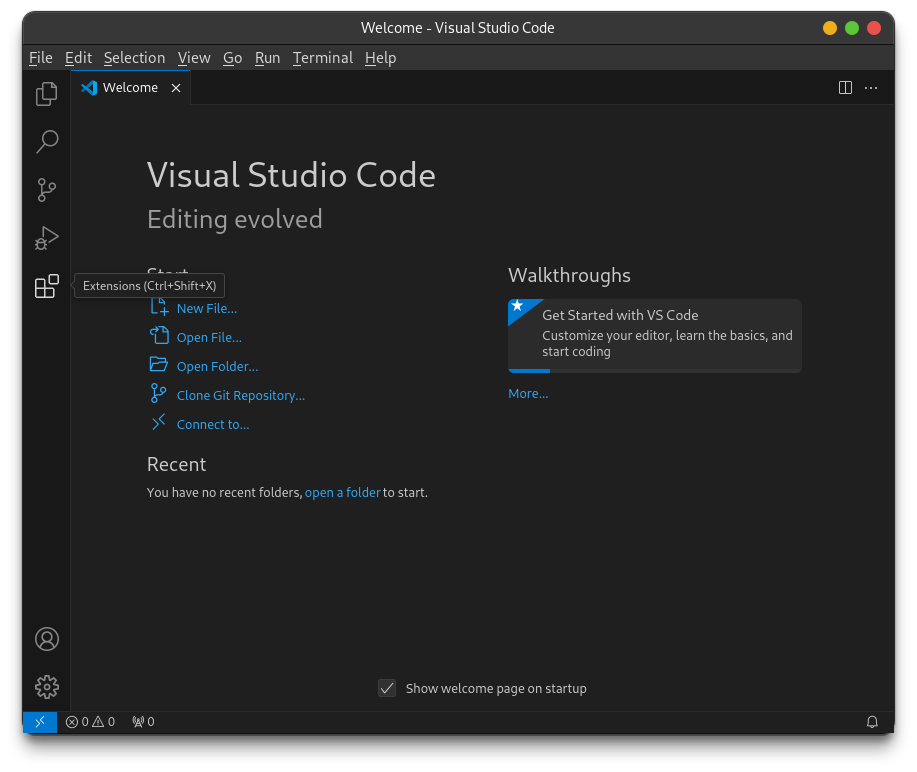 Welcome - Visual Studio Code
File Edit Selection View Go Run Terminal Help
Welcome
Visual Studio Code
Editing evolved
Extensions (Ctrl+Shift+X)
New File...
Open File...
Open Folder...
Clone Git Repository...
Connect to...
Recent
You have no recent folders, open a folder to start.
Walkthroughs
Get Started with VS Code
Customize your editor, learn the basics, and
start coding
More...
Show welcome page on startup
0 0 0